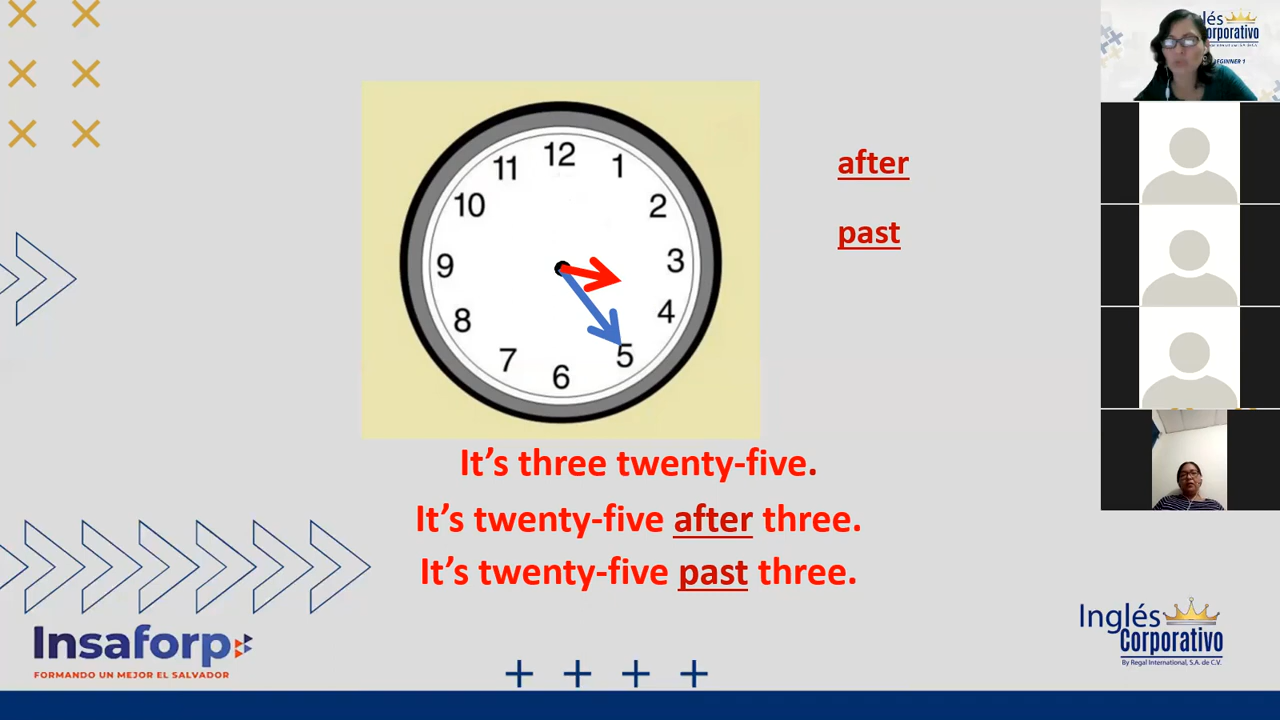 12
11
1
10
2
9
3
8
4
7
5
6
after
past
It's three twenty-five.
It's twenty-five after three.
It's twenty-five past three.
Insaforp
FORMANDO UN MEJOR EL SALVADOR
Inglés
Corporativo
By Regal International, S.A. de C.V.
lés
orporativo